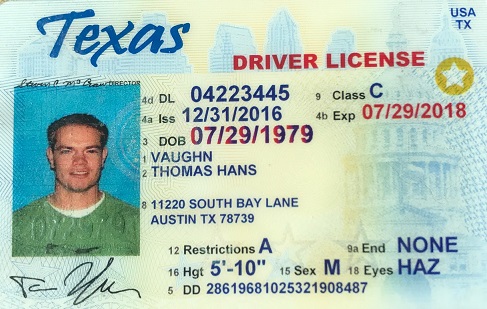 Texas
USA
TX
DRIVER LICENSE
DIRECTOR
4d DL 04223445 9 Class C
4a Iss 12/31/2016 4b Exp 07/29/2018
3 DOB 07/29/1979
1 VAUGHN
2 THOMAS HANS
8 11220 SOUTH BAY LANE
AUSTIN TX 78739
12 Restrictions A 9a End NONE
16 Hgt 5'-10" 15 Sex M 18 Eyes HAZ
5 DD 28619681025321908487